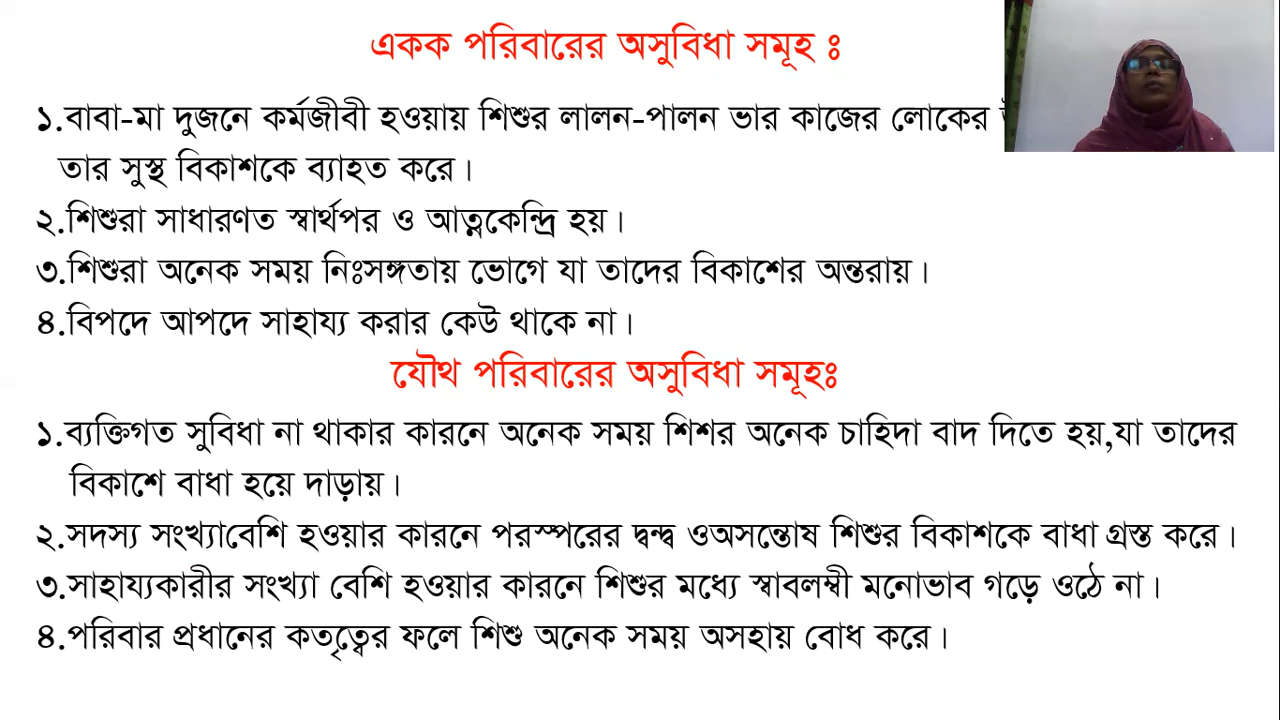 একক পরিবারের অসুবিধা সমূহ ঃ
১.বাবা-মা দুজনে কর্মজীবী হওয়ায় শিশুর লালন-পালন ভার কাজের লোকের
তার সুস্থ বিকাশকে ব্যাহত করে।
২.শিশুরা সাধারণত স্বার্থপর ও আত্নকেন্দ্রি হয়।
৩.শিশুরা অনেক সময় নিঃসঙ্গতায় ভোগে যা তাদের বিকাশের অন্তরায়।
৪.বিপদে আপদে সাহায্য করার কেউ থাকে না।
যৌথ পরিবারের অসুবিধা সমূহঃ
১.ব্যক্তিগত সুবিধা না থাকার কারনে অনেক সময় শিশর অনেক চাহিদা বাদ দিতে হয়,যা তাদের
বিকাশে বাধা হয়ে দাড়ায়।
২.সদস্য সংখ্যাবেশি হওয়ার কারনে পরস্পরের দ্বন্দ্ব ওঅসন্তোষ শিশুর বিকাশকে বাধা গ্রস্ত করে।
৩.সাহায্যকারীর সংখ্যা বেশি হওয়ার কারনে শিশুর মধ্যে স্বাবলম্বী মনোভাব গড়ে ওঠে না।
৪.পরিবার প্রধানের কতৃত্বের ফলে শিশু অনেক সময় অসহায় বোধ করে।